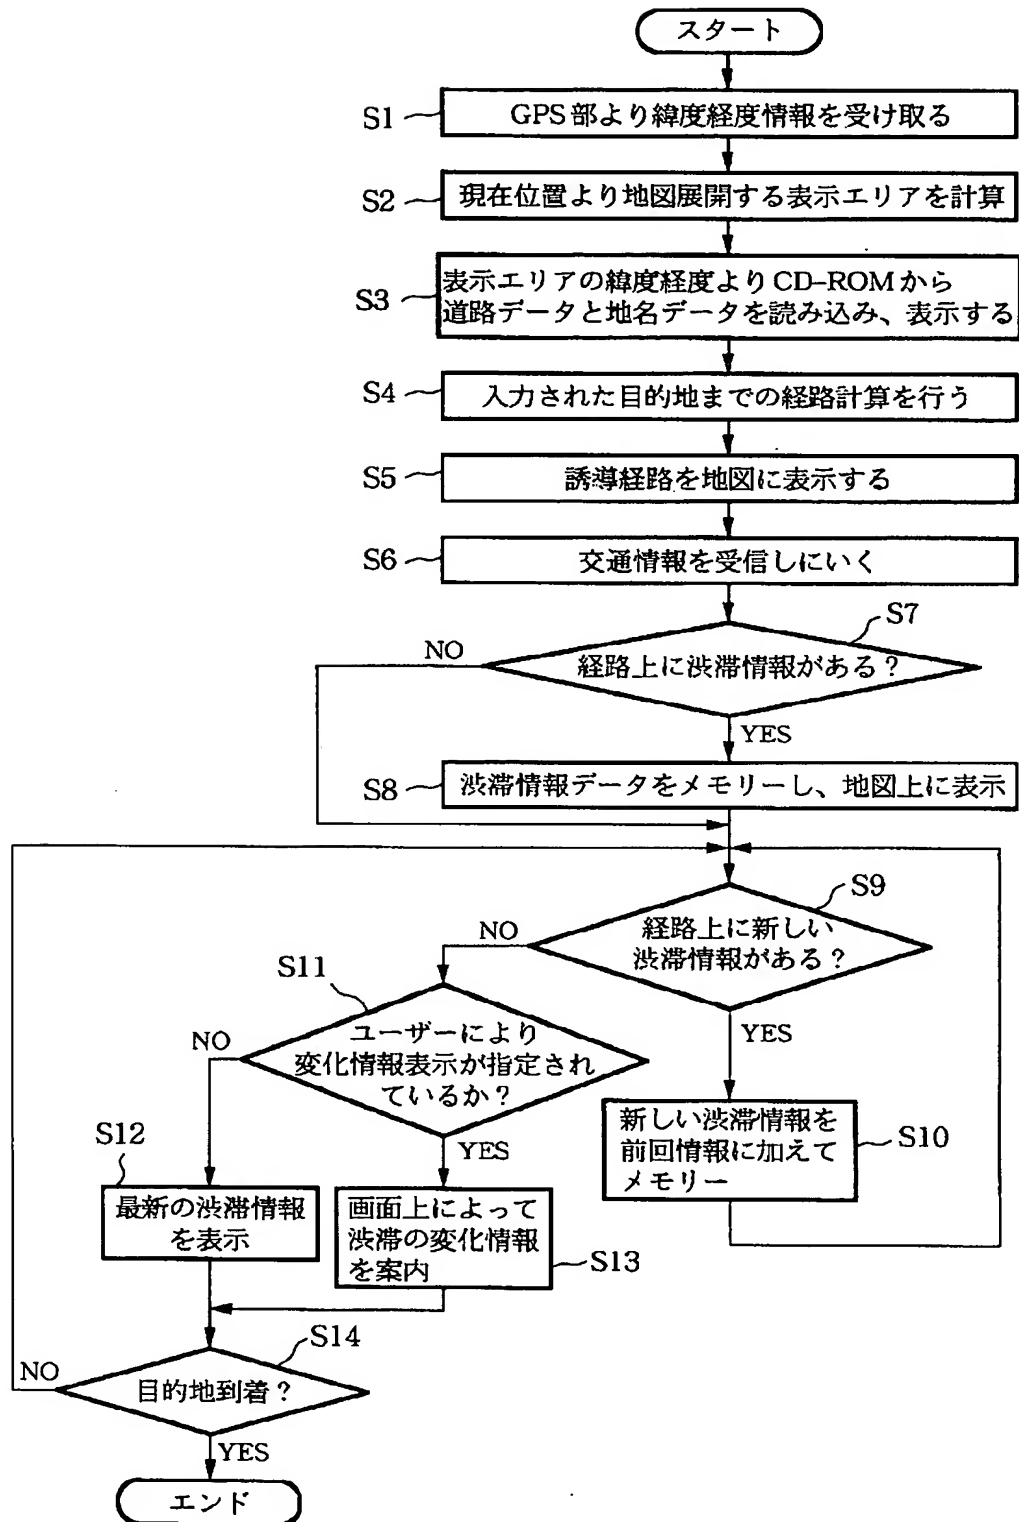 スタート
S1
GPS部より緯度経度情報を受け取る
S2
現在位置より地図展開する表示エリアを計算
S3
表示エリアの緯度経度よりCD-ROMから
道路データと地名データを読み込み、表示する
S4
入力された目的地までの経路計算を行う
S5
誘導経路を地図に表示する
S6
交通情報を受信しにいく
S7
NO
経路上に渋滞情報がある?
YES
S8
渋滞情報データをメモリーし、地図上に表示
S9
NO
経路上に新しい
渋滞情報がある?
YES
S11
NO
ユーザーにより
変化情報表示が指定され
ているか?
YES
S10
新しい渋滞情報を
前回情報に加えて
メモリー
S12
最新の渋滞情報
を表示
画面上によって
渋滞の変化情報
を案内
S13
S14
NO
目的地到着?
YES
エンド